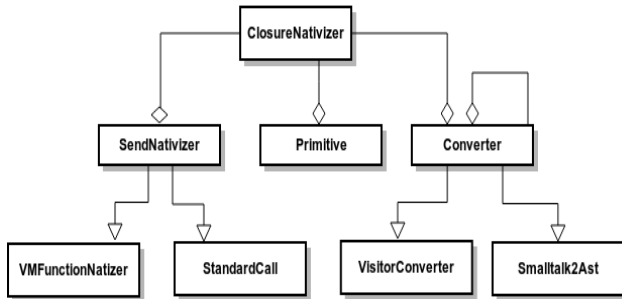 ClosureNativizer
SendNativizer
Primitive
Converter
VMFunctionNatizer
StandardCall
VisitorConverter
Smalltalk2Ast